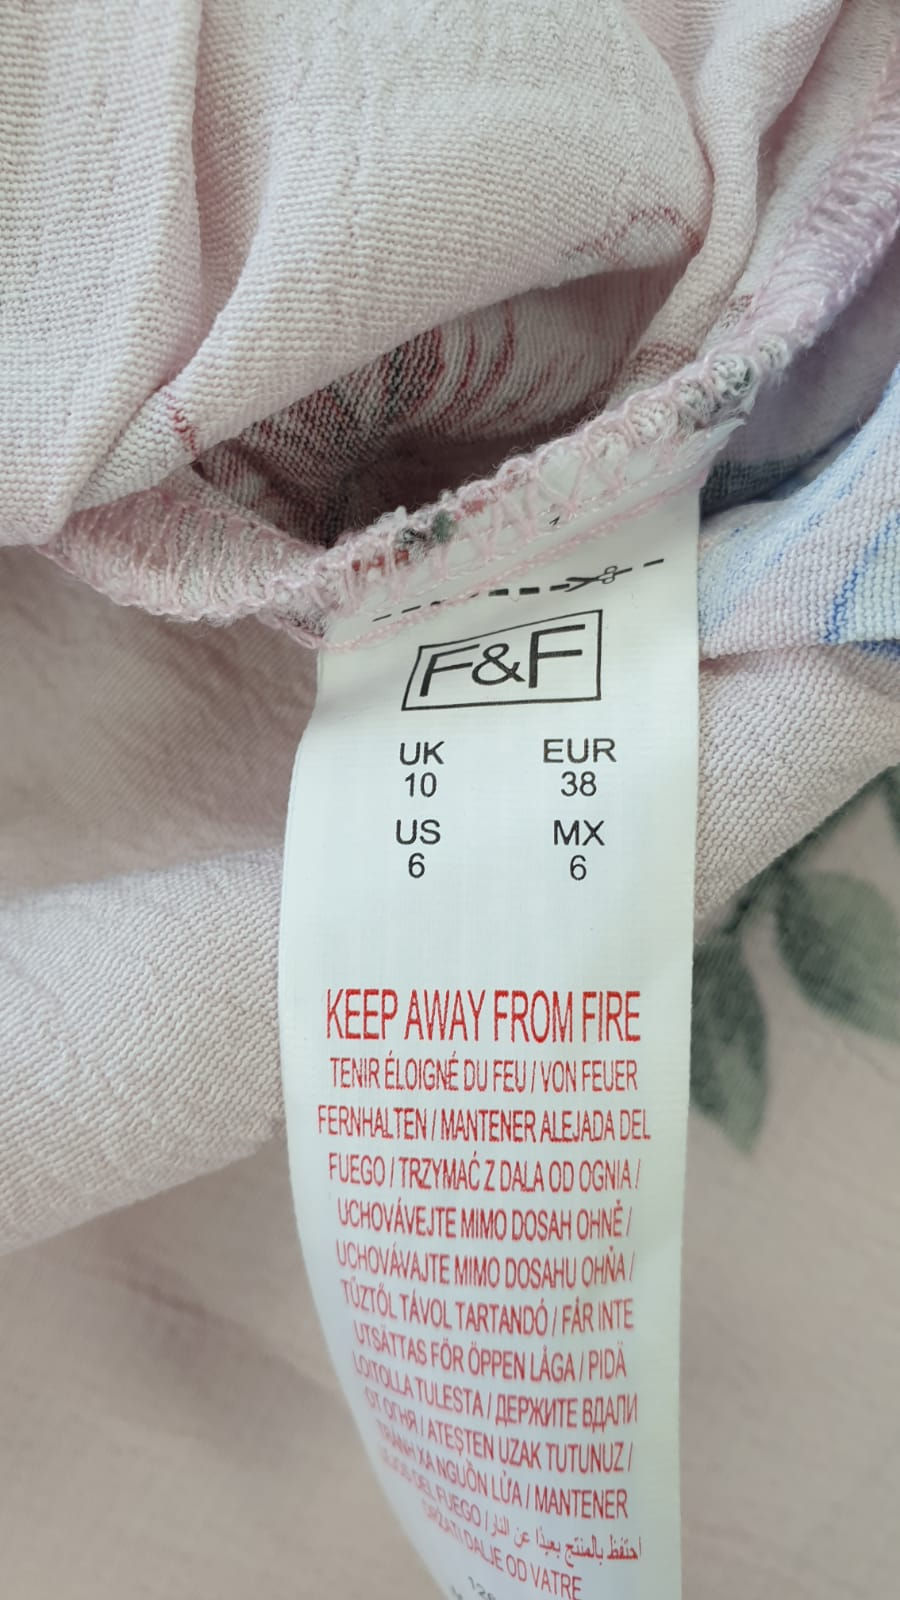 F&F
UK EUR
10 38
US MX
6 6
KEEP AWAY FROM FIRE
TENIR ÉLOIGNÉ DU FEU / VON FEUER
FERNHALTEN / MANTENER ALEJADA DEL
FUEGO / TRZYMAĆ Z DALA OD OGNIA /
UCHOVÁVEJTE MIMO DOSAH OHNĚ /
UCHOVÁVAJTE MIMO DOSAHU OHŇA /
TŰZTŐL TÁVOL TARTANDÓ / FÅR INTE
UTSÄTTAS FÖR ÖPPEN LÅGA / PIDÄ
LOITOLLA TULESTA / ДЕРЖИТЕ ВДАЛИ
ОТ ОГНЯ / ATEŞTEN UZAK TUTUNUZ /
TRÁNH XA NGUỒN LỬA / MANTENER
LEJOS DEL FUEGO / احتفظ بالمنتج بعيدًا عن النار
DRŽATI DALJE OD VATRE